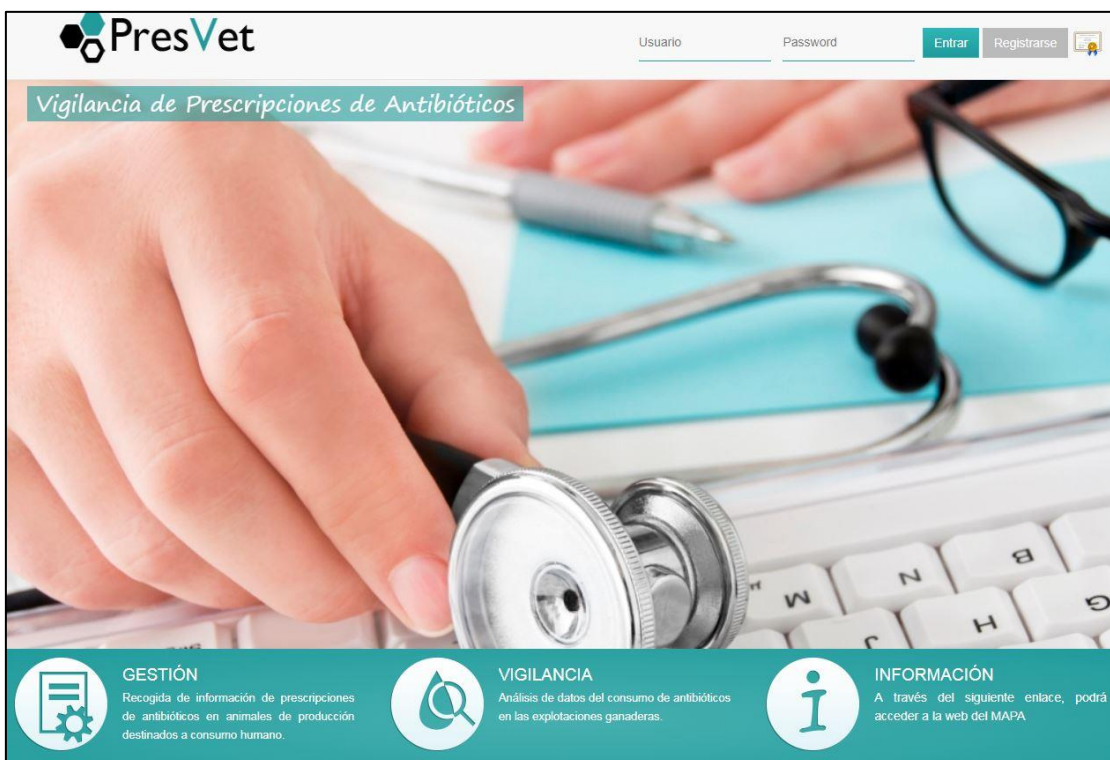 PresVet
Usuario
Password
Entrar
Registrarse
Vigilancia de Prescripciones de Antibióticos
M
N
B
J
H
G
GESTIÓN
Recogida de información de prescripciones
de antibióticos en animales de producción
destinados a consumo humano.
VIGILANCIA
Análisis de datos del consumo de antibióticos
en las explotaciones ganaderas.
INFORMACIÓN
A través del siguiente enlace, podrá
acceder a la web del MAPA